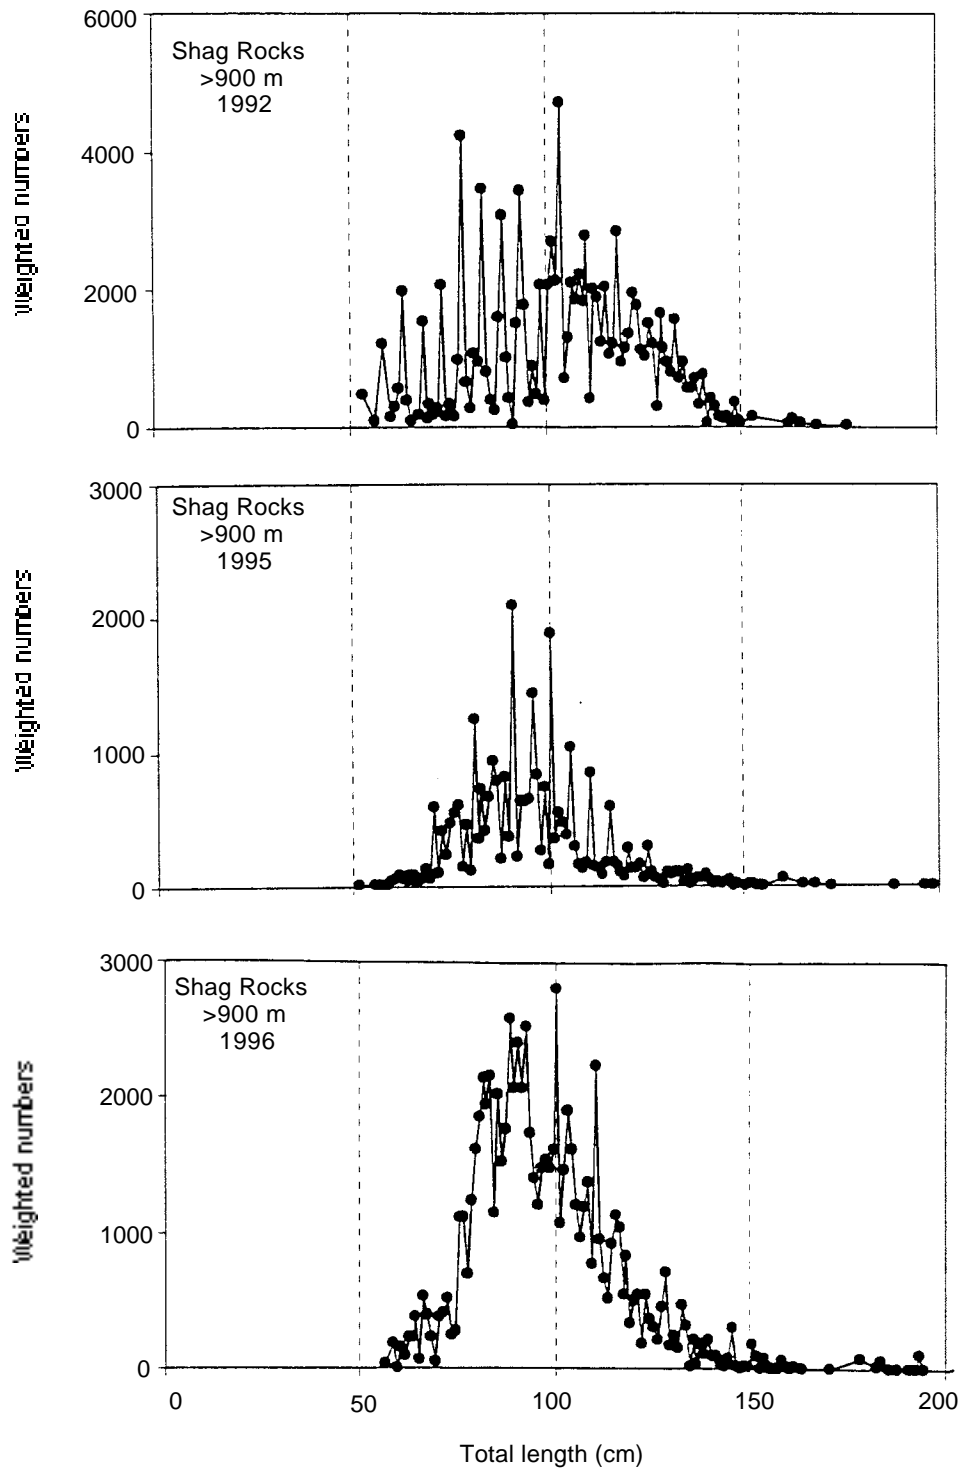 6000
Shag Rocks
>900 m
1992
4000
2000
0
Weighted numbers
3000
Shag Rocks
>900 m
1995
2000
1000
0
Weighted numbers
3000
Shag Rocks
>900 m
1996
2000
1000
0
Weighted numbers
0 50 100 150 200
Total length (cm)